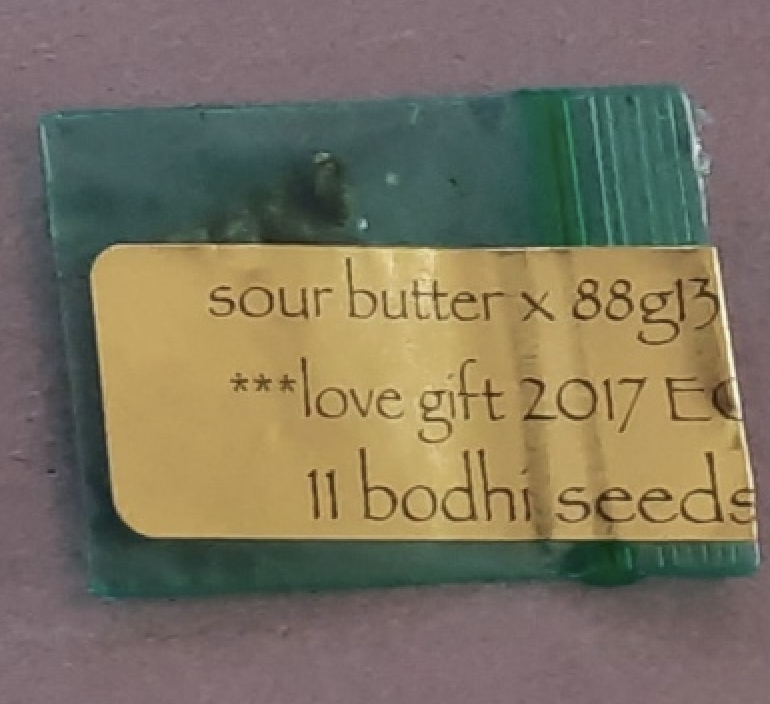 sour butter x 88g13
***love gift 2017
11 bodhi seeds